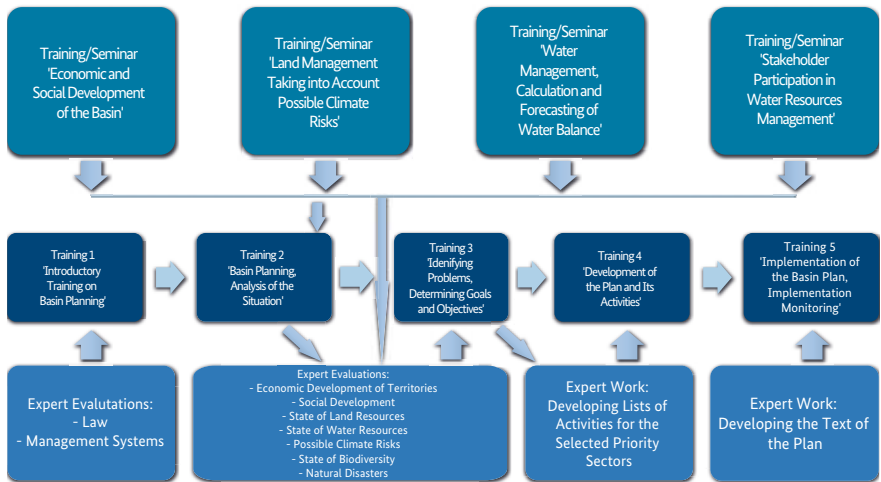 Training/Seminar
'Economic and
Social Development
of the Basin'
Training/Seminar
'Land Management
Taking into Account
Possible Climate
Risks'
Training/Seminar
'Water
Management,
Calculation and
Forecasting of
Water Balance'
Training/Seminar
'Stakeholder
Participation in
Water Resources
Management'
Training 1
'Introductory
Training on
Basin Planning'
Training 2
'Basin Planning,
Analysis of the
Situation'
Training 3
'Idenifying
Problems,
Determining Goals
and Objectives'
Training 4
'Development of
the Plan and Its
Activities'
Training 5
'Implementation of
the Basin Plan,
Implementation
Monitoring'
Expert Evalutations:
- Law
- Management Systems
Expert Evaluations:
- Economic Development of Territories
- Social Development
- State of Land Resources
- State of Water Resources
- Possible Climate Risks
- State of Biodiversity
- Natural Disasters
Expert Work:
Developing Lists of
Activities for the
Selected Priority
Sectors
Expert Work:
Developing the Text of
the Plan